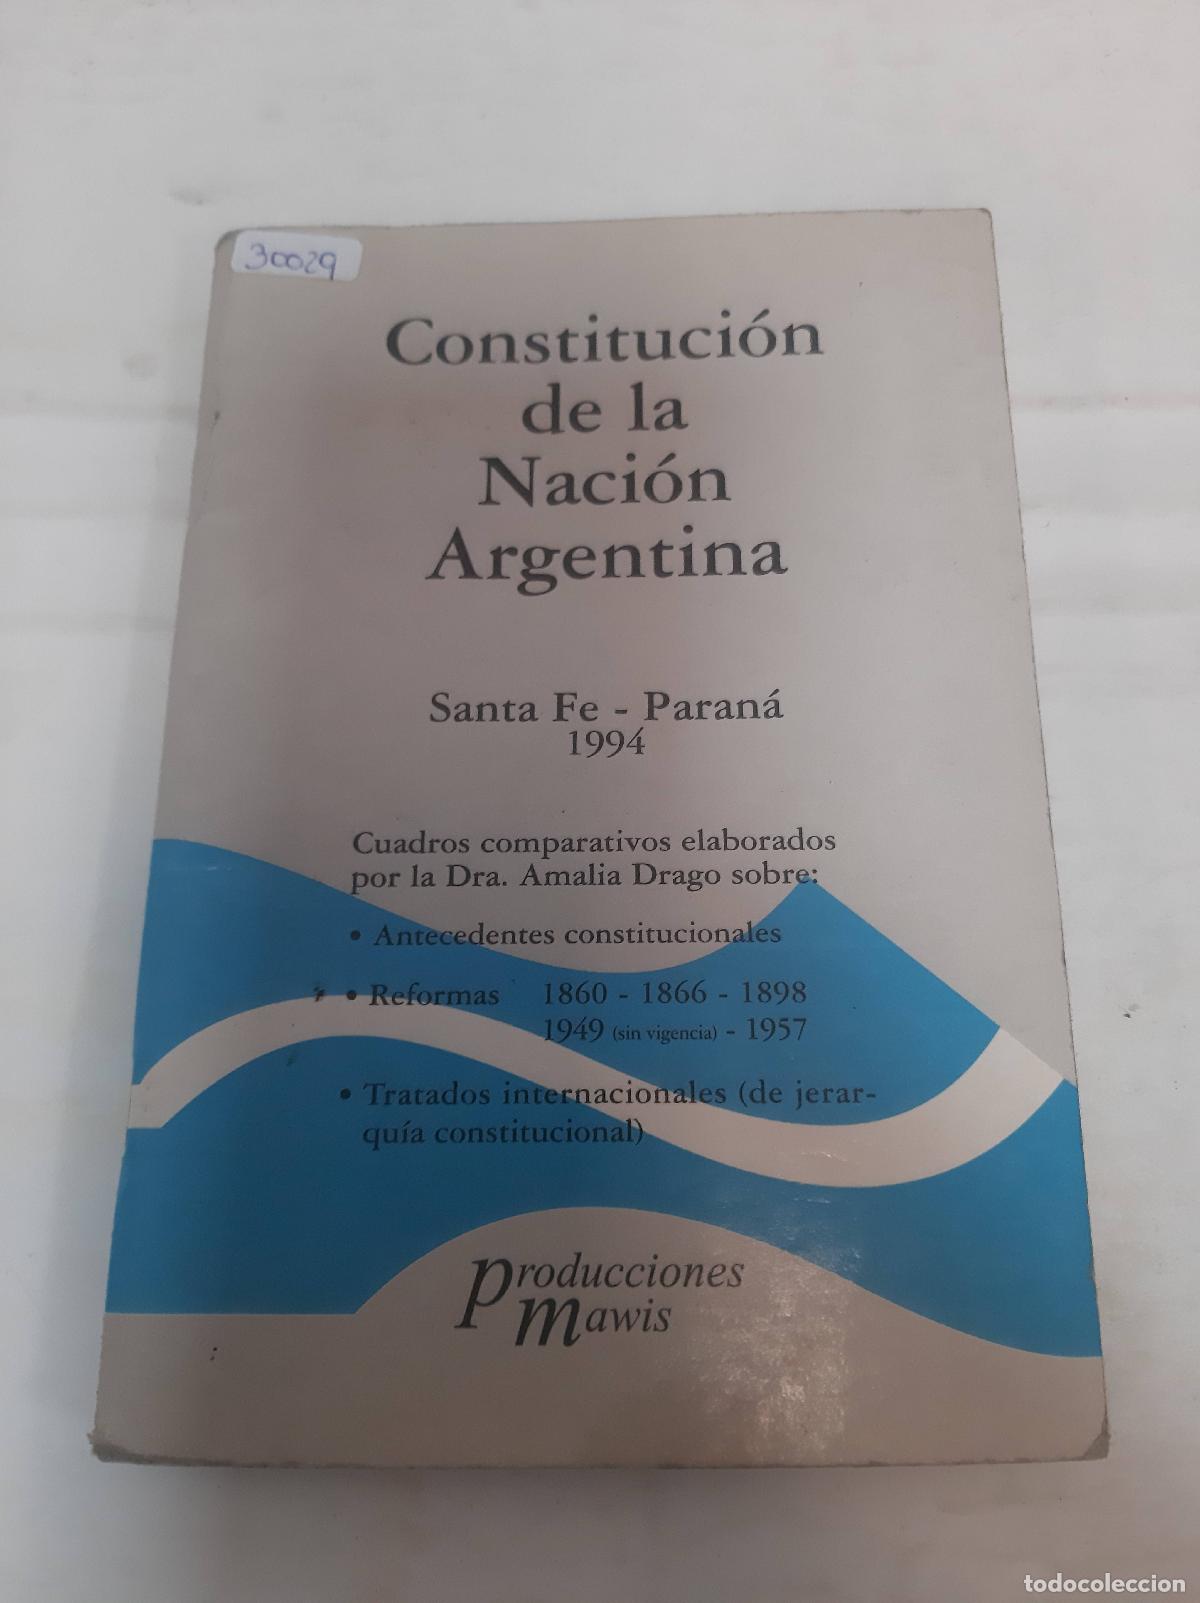 30029
Constitución
de la
Nación
Argentina
Santa Fe - Paraná
1994
Cuadros comparativos elaborados
por la Dra. Amalia Drago sobre:
• Antecedentes constitucionales
• Reformas 1860 - 1866 - 1898
1949 (sin vigencia) - 1957
• Tratados internacionales (de jerar-
quía constitucional)
producciones
mawis
todocoleccion